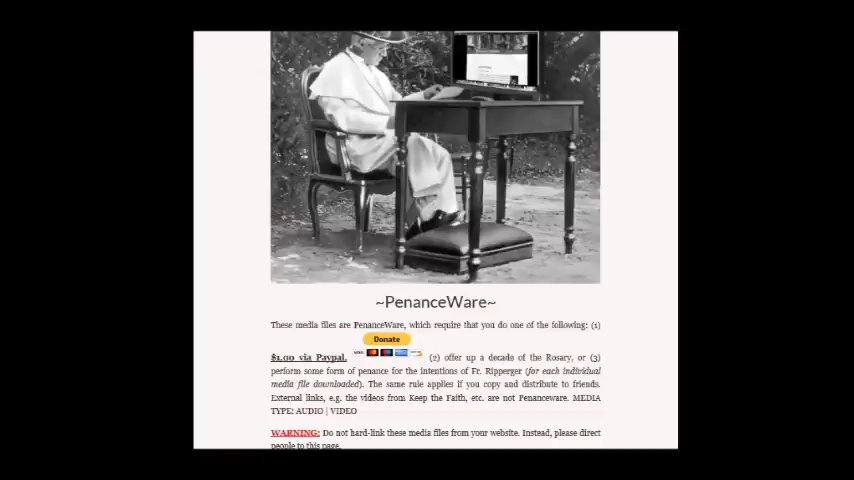 ~PenanceWare~
These media files are PenanceWare, which require that you do one of the following: (1)
Donate
$1.00 via Paypal, (2) offer up a decade of the Rosary, or (3)
perform some form of penance for the intentions of Fr. Ripperger (for each individual
media file downloaded). The same rule applies if you copy and distribute to friends.
External links, e.g. the videos from Keep the Faith, etc. are not Penanceware. MEDIA
TYPE: AUDIO | VIDEO
WARNING: Do not hard-link these media files from your website. Instead, please direct
people to this page.